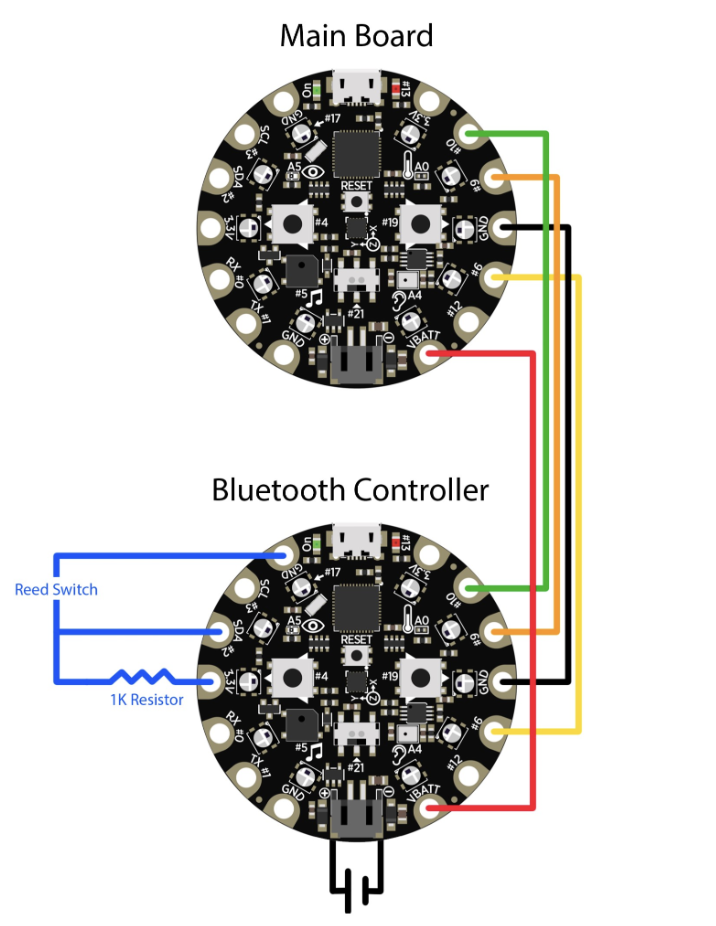 Main Board
On
#13
GND
#17
3.3V
#10
SCL
#3
A5
A0
SDA
#2
RESET
#9
3.3V
#4
#19
GND
X
Y
Z
RX
#0
#5
#21
A4
#6
TX
#1
#12
GND
+
-
VBATT
Bluetooth Controller
On
#13
GND
#17
3.3V
#10
Reed Switch
SCL
#3
A5
A0
SDA
#2
RESET
#9
3.3V
#4
#19
GND
1K Resistor
X
Y
Z
RX
#0
#5
#21
A4
#6
TX
#1
#12
GND
+
-
VBATT